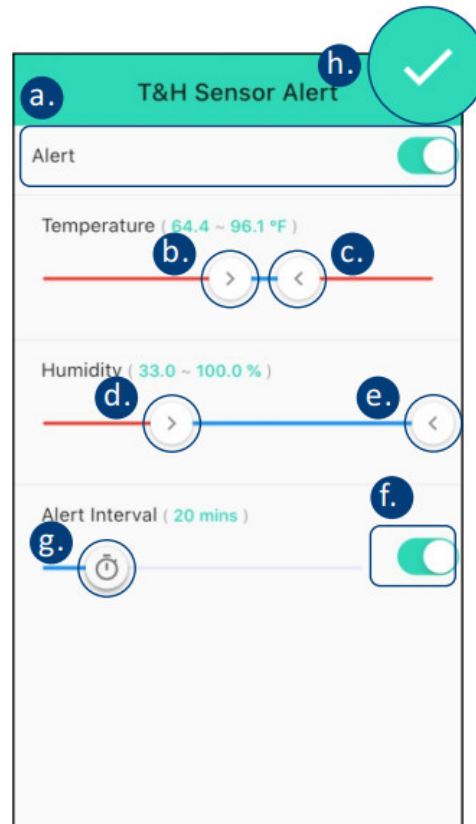 h.
a.
T&H Sensor Alert
Alert
Temperature ( 64.4 ~ 96.1 °F )
b.
c.
Humidity ( 33.0 ~ 100.0 % )
d.
e.
f.
Alert Interval ( 20 mins )
g.